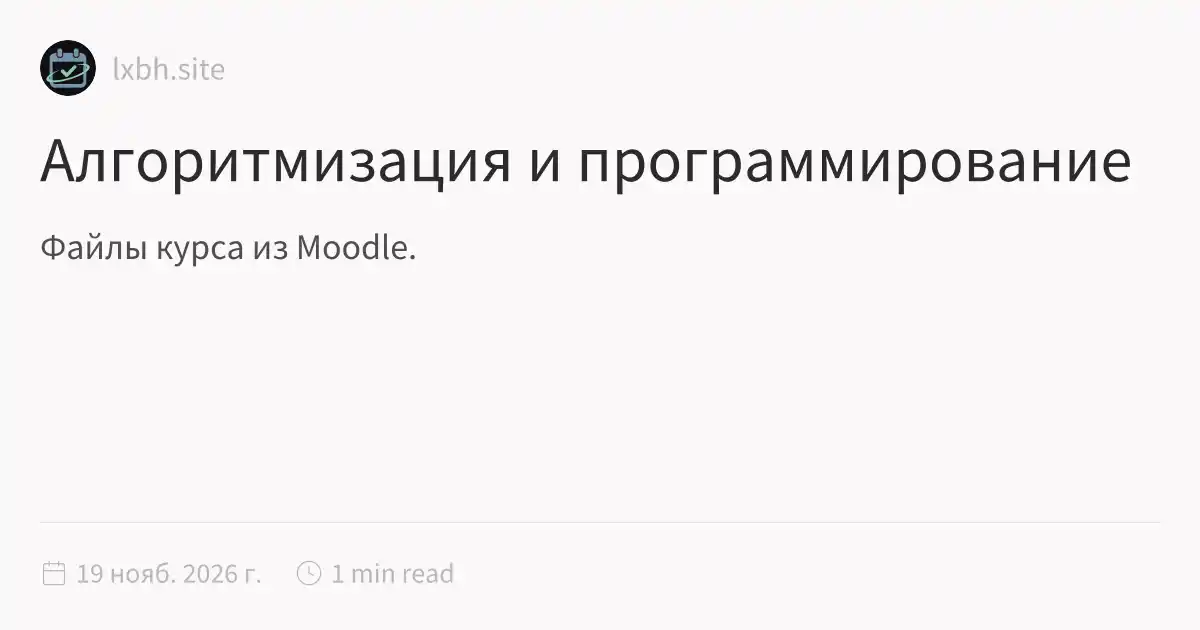 lxbh.site
Алгоритмизация и программирование
Файлы курса из Moodle.
19 нояб. 2026 г. 1 min read